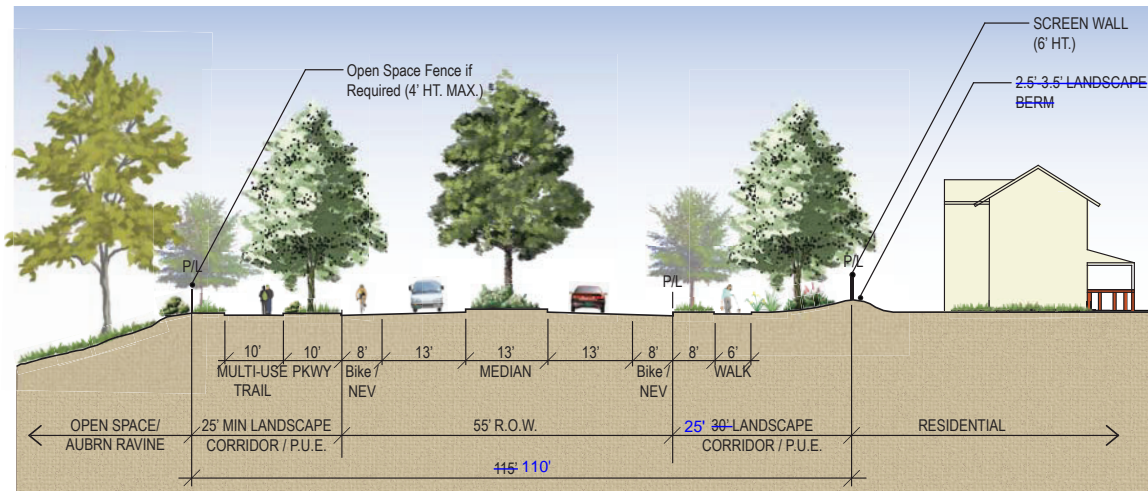 SCREEN WALL
(6' HT.)
Open Space Fence if
Required (4' HT. MAX.)
2.5'-3.5' LANDSCAPE
BERM
P/L
P/L
P/L
10'
10'
8'
13'
13'
13'
8'
8'
6'
MULTI-USE
TRAIL
PKWY
Bike /
NEV
MEDIAN
Bike /
NEV
WALK
OPEN SPACE/
AUBRN RAVINE
25' MIN LANDSCAPE
CORRIDOR / P.U.E.
55' R.O.W.
25' 30' LANDSCAPE
CORRIDOR / P.U.E.
RESIDENTIAL
115' 110'